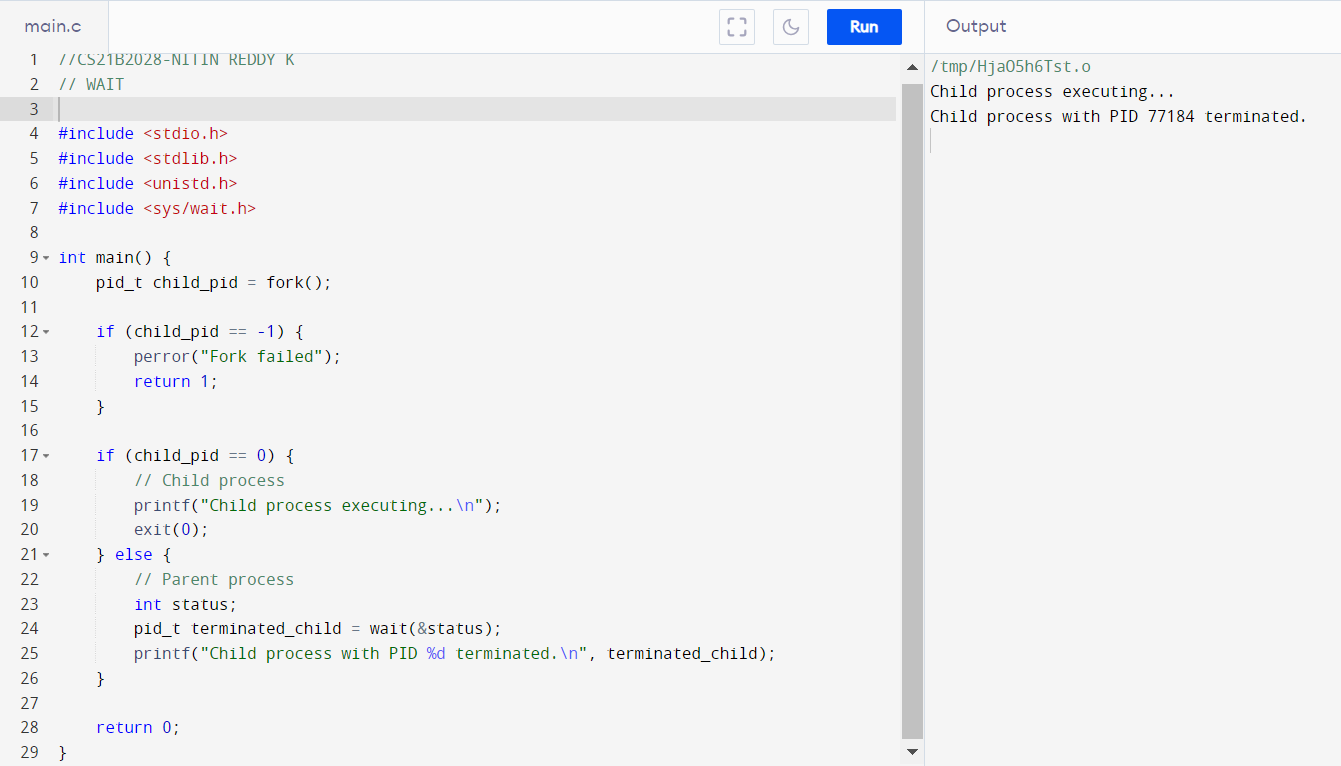 main.c
Run
Output
1 //CS21B2028-NITIN REDDY K
2 // WAIT
3
4 #include <stdio.h>
5 #include <stdlib.h>
6 #include <unistd.h>
7 #include <sys/wait.h>
8
9 int main() {
10     pid_t child_pid = fork();
11
12     if (child_pid == -1) {
13         perror("Fork failed");
14         return 1;
15     }
16
17     if (child_pid == 0) {
18         // Child process
19         printf("Child process executing...\n");
20         exit(0);
21     } else {
22         // Parent process
23         int status;
24         pid_t terminated_child = wait(&status);
25         printf("Child process with PID %d terminated.\n", terminated_child);
26     }
27
28     return 0;
29 }
/tmp/HjaO5h6Tst.o
Child process executing...
Child process with PID 77184 terminated.